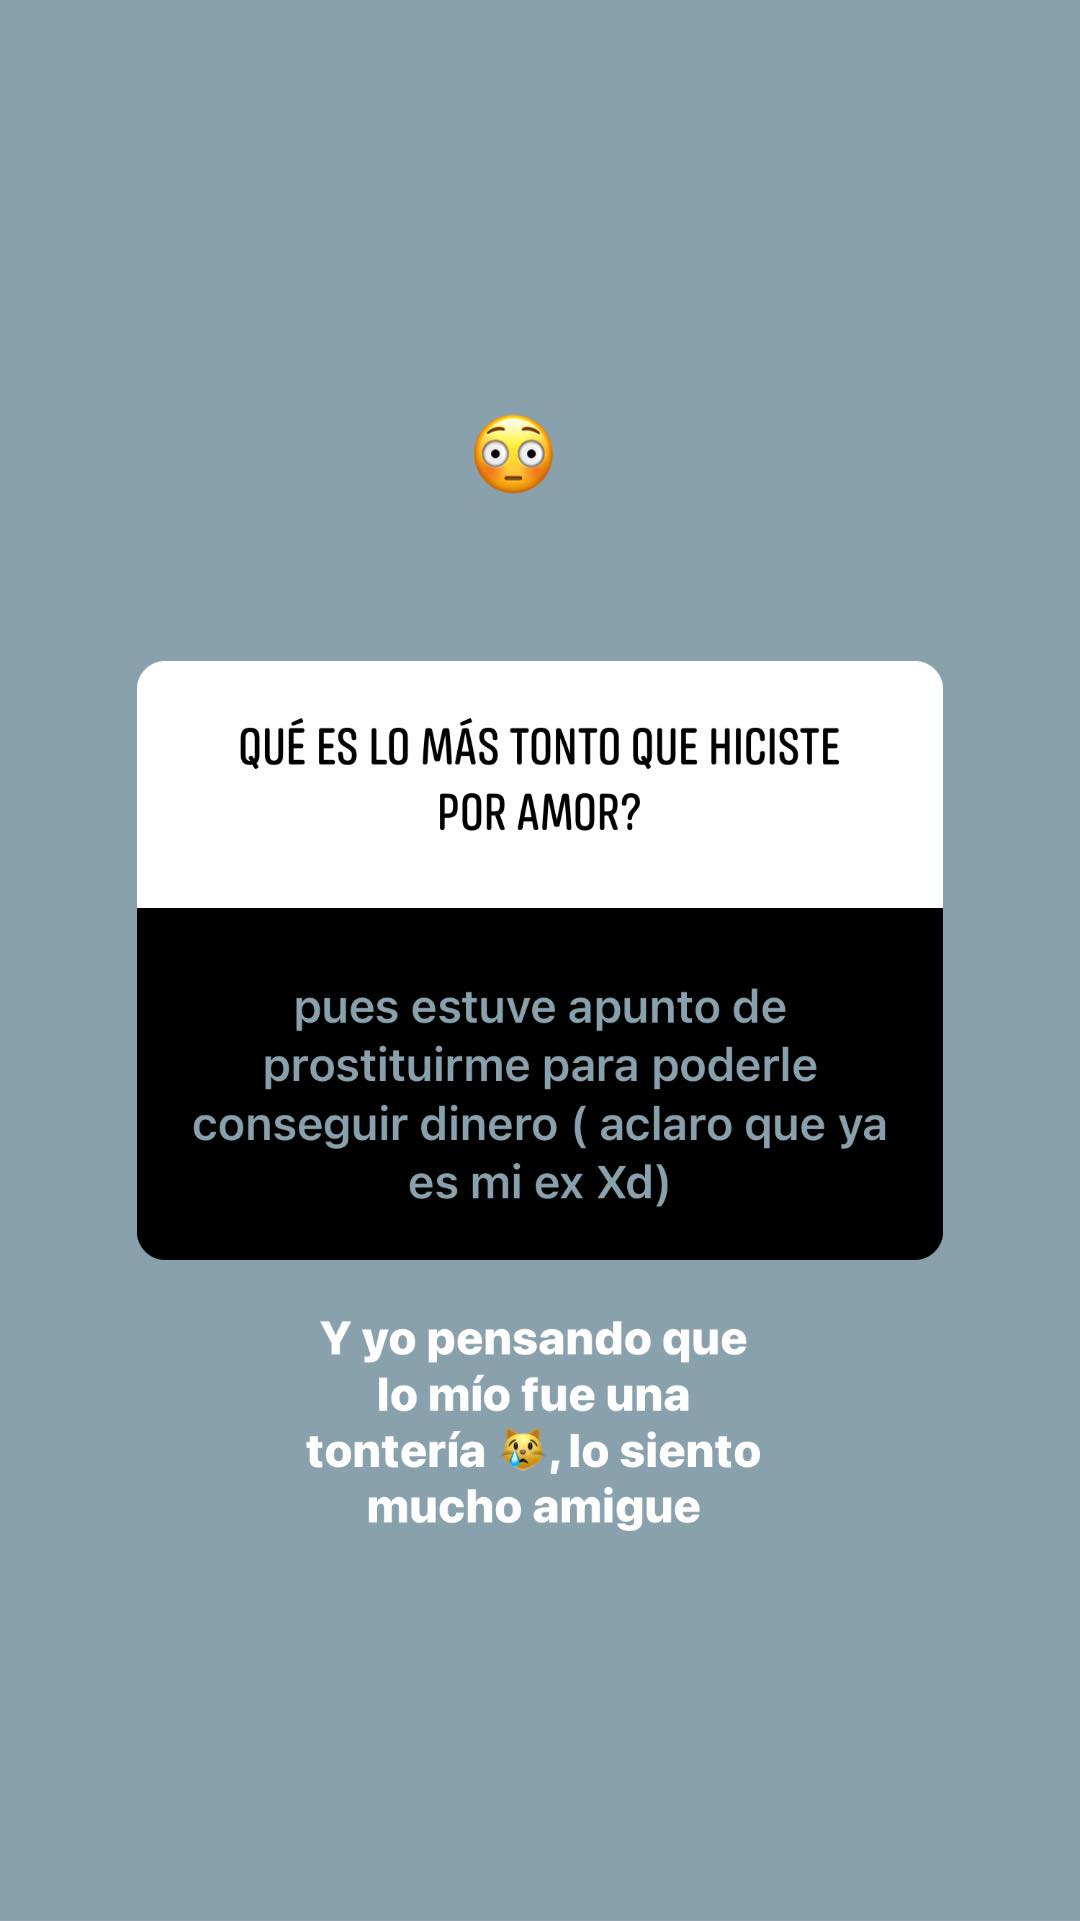 😳
QUÉ ES LO MÁS TONTO QUE HICISTE
POR AMOR?
pues estuve apunto de
prostituirme para poderle
conseguir dinero ( aclaro que ya
es mi ex Xd)
Y yo pensando que
lo mío fue una
tontería 😿, lo siento
mucho amigue